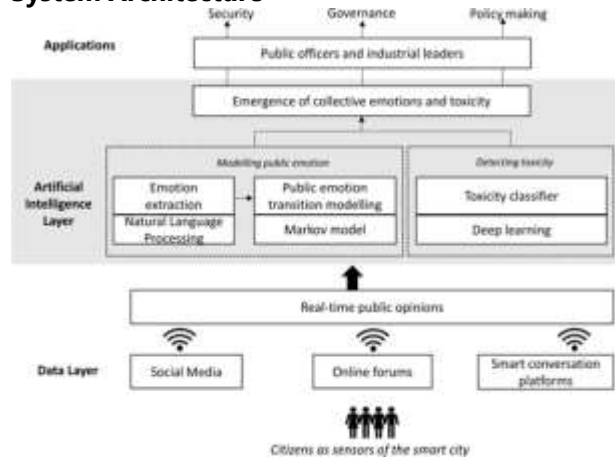 System Architecture
Security Governance Policy making
Applications
Public officers and industrial leaders
Emergence of collective emotions and toxicity
Modelling public emotion
Detecting toxicity
Artificial
Intelligence
Layer
Emotion
extraction
Natural Language
Processing
Public emotion
transition modelling
Markov model
Toxicity classifier
Deep learning
Real-time public opinions
Data Layer
Social Media
Online forums
Smart conversation
platforms
Citizens as sensors of the smart city